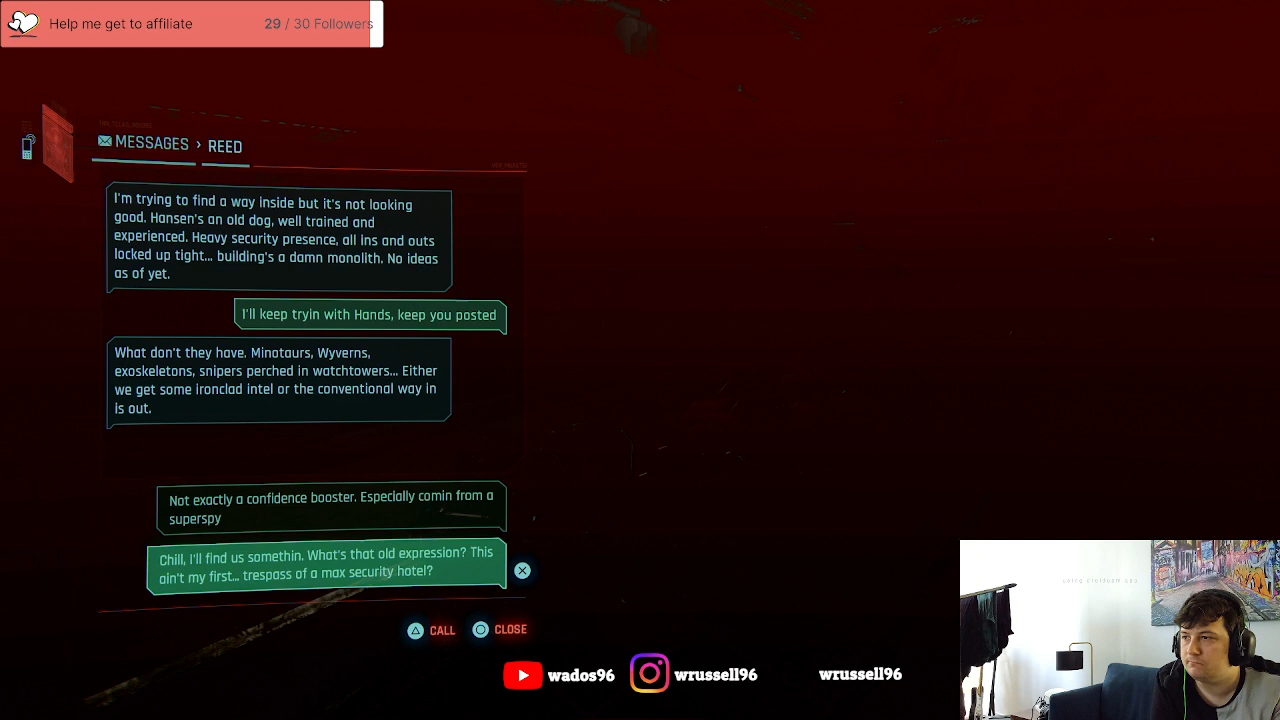 Help me get to affiliate 29 / 30 Followers
MESSAGES › REED
I'm trying to find a way inside but it's not looking
good. Hansen's an old dog, well trained and
experienced. Heavy security presence, all ins and outs
locked up tight... building's a damn monolith. No ideas
as of yet.
I'll keep tryin with Hands, keep you posted
What don't they have. Minotaurs, Wyverns,
exoskeletons, snipers perched in watchtowers... Either
we get some ironclad intel or the conventional way in
is out.
Not exactly a confidence booster. Especially comin from a
superspy
Chill, I'll find us somethin. What's that old expression? This
ain't my first... trespass of a max security hotel?
CALL CLOSE
wados96 wrussell96 wrussell96